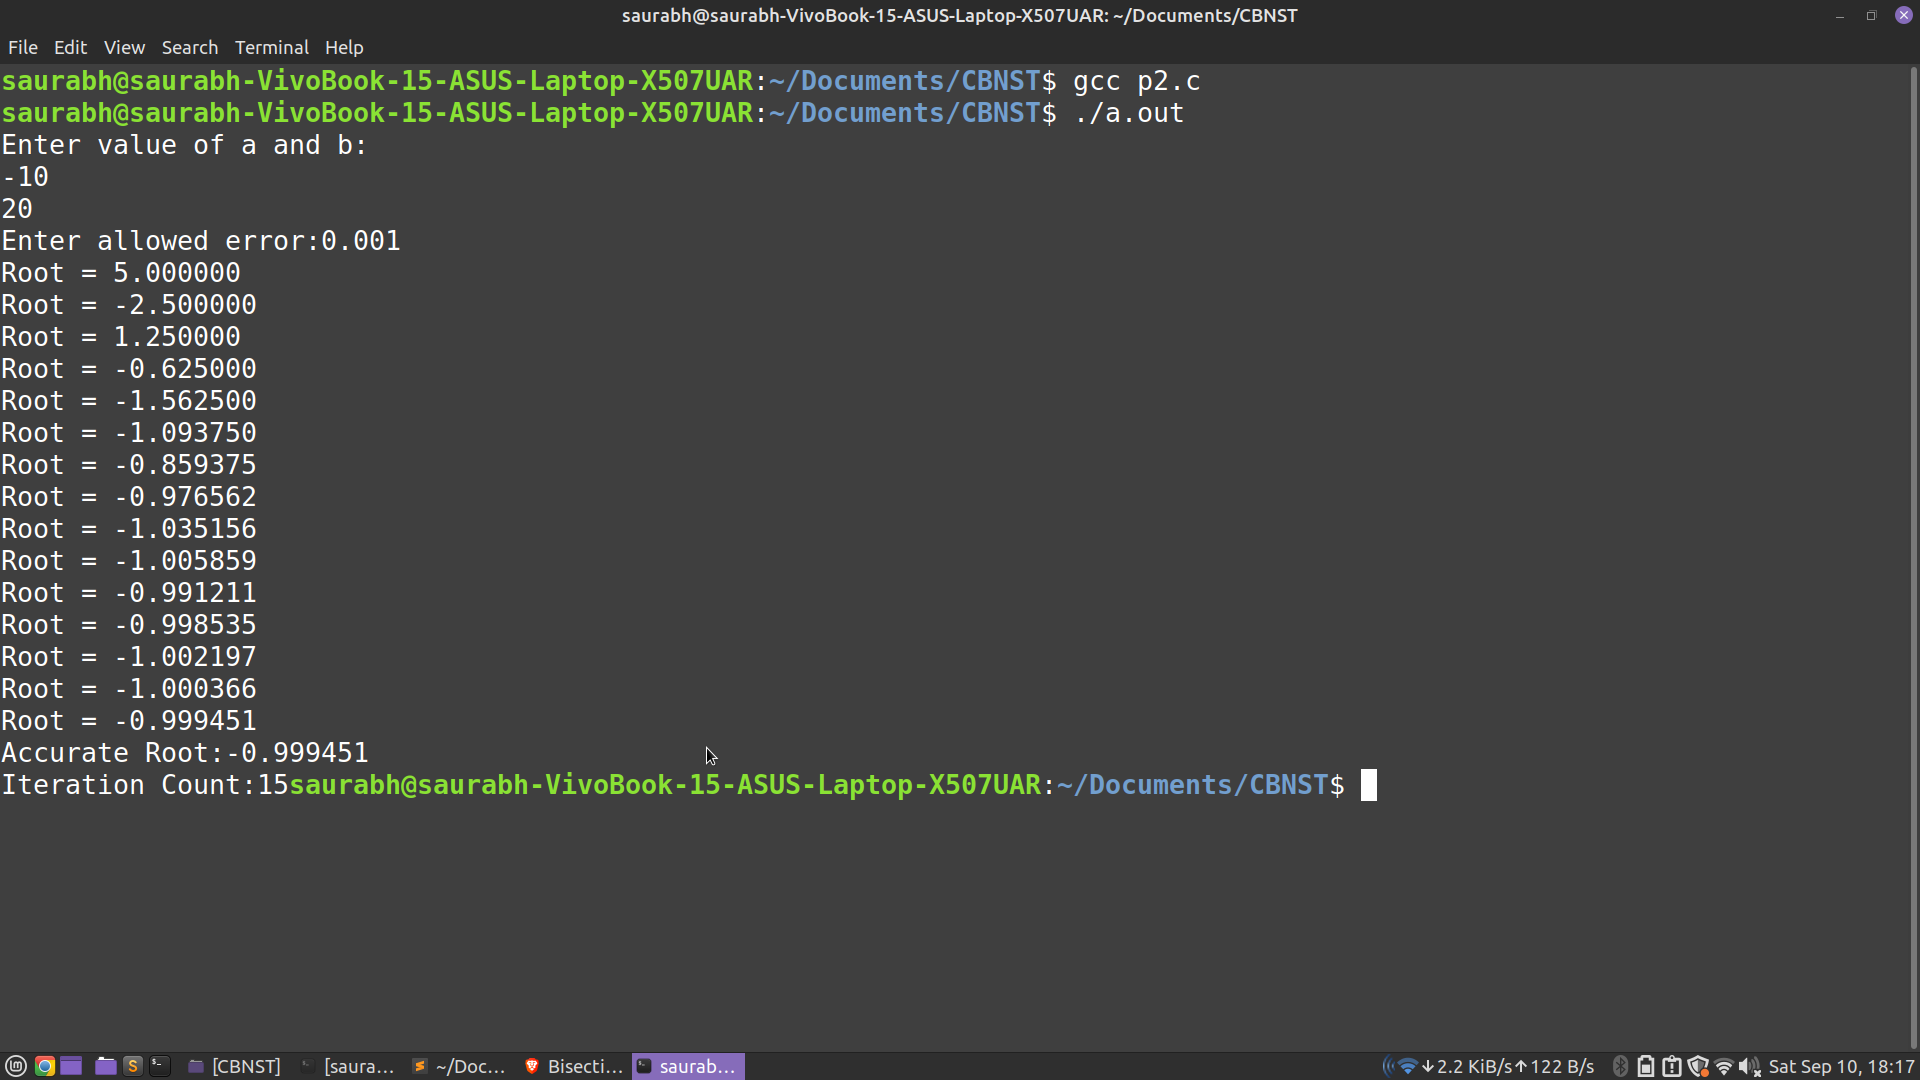 saurabh@saurabh-VivoBook-15-ASUS-Laptop-X507UAR: ~/Documents/CBNST
File Edit View Search Terminal Help
saurabh@saurabh-VivoBook-15-ASUS-Laptop-X507UAR:~/Documents/CBNST$ gcc p2.c
saurabh@saurabh-VivoBook-15-ASUS-Laptop-X507UAR:~/Documents/CBNST$ ./a.out
Enter value of a and b:
-10
20
Enter allowed error:0.001
Root = 5.000000
Root = -2.500000
Root = 1.250000
Root = -0.625000
Root = -1.562500
Root = -1.093750
Root = -0.859375
Root = -0.976562
Root = -1.035156
Root = -1.005859
Root = -0.991211
Root = -0.998535
Root = -1.002197
Root = -1.000366
Root = -0.999451
Accurate Root:-0.999451
Iteration Count:15saurabh@saurabh-VivoBook-15-ASUS-Laptop-X507UAR:~/Documents/CBNST$
[CBNST] [saura... ~/Doc... Bisecti... saurab... ↓2.2 KiB/s↑122 B/s Sat Sep 10, 18:17